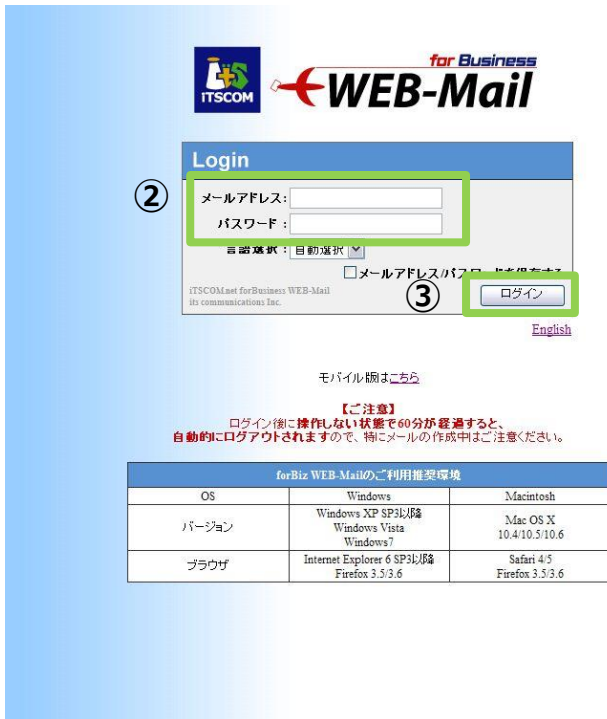 iTSCOM
for Business
WEB-Mail
Login
②
メールアドレス:
パスワード :
言語選択 : 自動選択
メールアドレス/パスワードを保存する
iTSCOM.net forBusiness WEB-Mail
its communications Inc.
③
ログイン
English
モバイル版はこちら
【ご注意】
ログイン後に操作しない状態で60分が経過すると、
自動的にログアウトされますので、特にメールの作成中はご注意ください。
forBiz WEB-Mailのご利用推奨環境
OS Windows Macintosh
バージョン Windows XP SP3以降 Windows Vista Windows7 Mac OS X 10.4/10.5/10.6
ブラウザ Internet Explorer 6 SP3以降 Firefox 3.5/3.6 Safari 4/5 Firefox 3.5/3.6